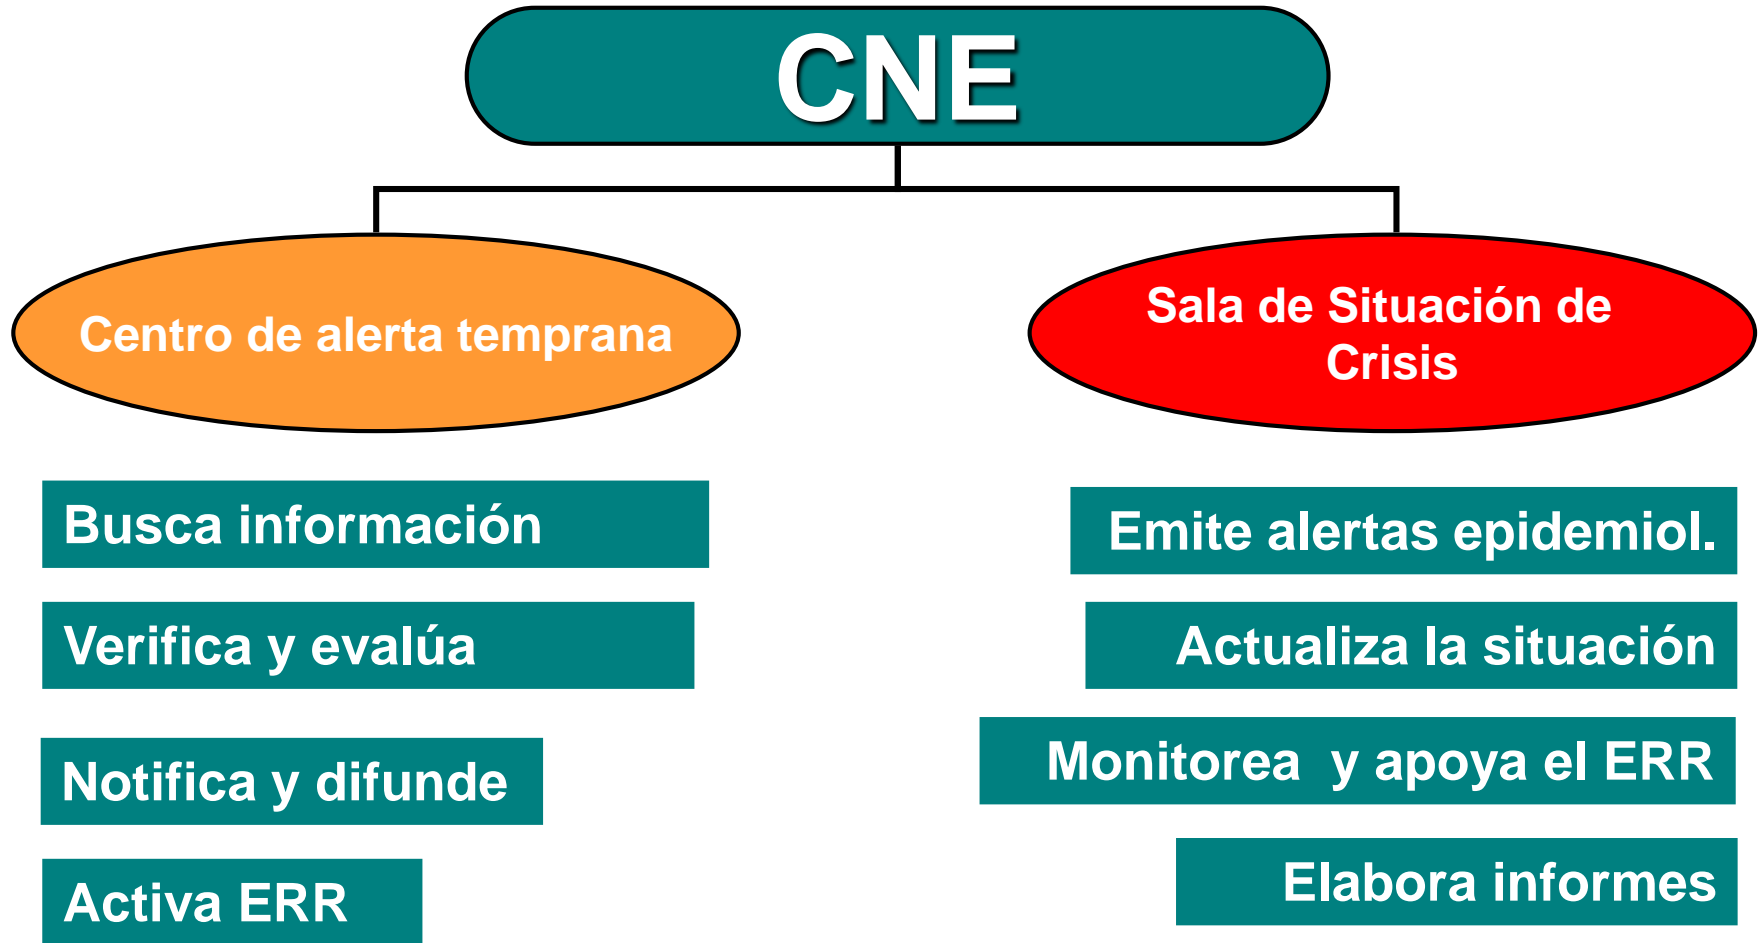 CNE
Centro de alerta temprana
Sala de Situación de
Crisis
Busca información
Verifica y evalúa
Notifica y difunde
Activa ERR
Emite alertas epidemiol.
Actualiza la situación
Monitorea y apoya el ERR
Elabora informes